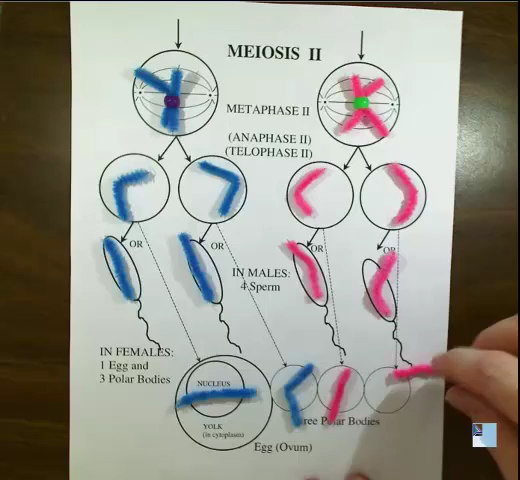 MEIOSIS II
METAPHASE II
(ANAPHASE II)
(TELOPHASE II)
OR
OR
OR
OR
IN MALES:
4 Sperm
IN FEMALES:
1 Egg and
3 Polar Bodies
NUCLEUS
YOLK
(in cytoplasm)
ree Polar Bodies
Egg (Ovum)